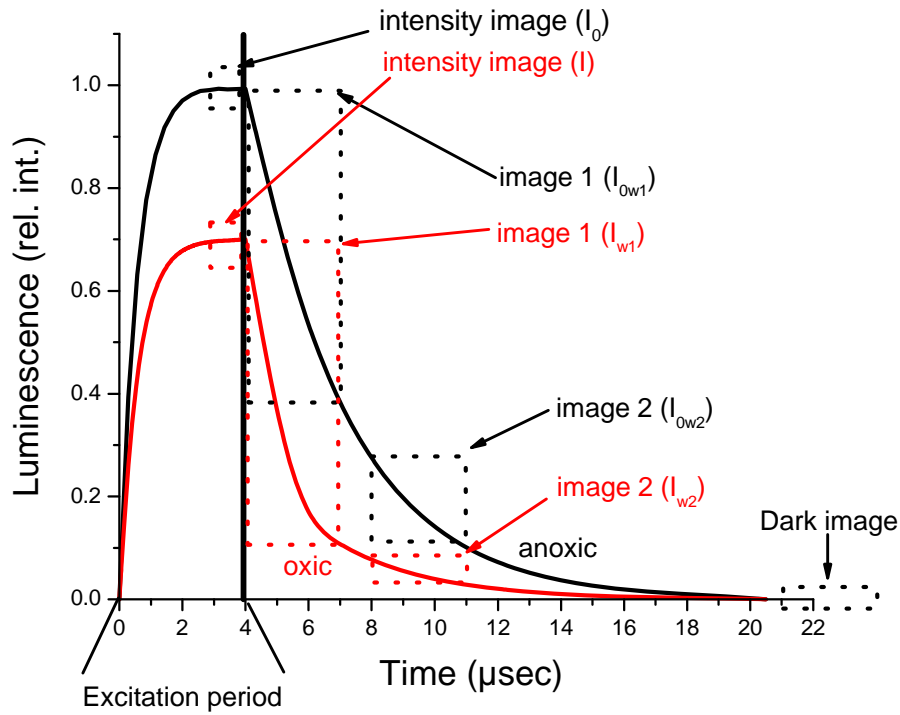 intensity image (I₀)
intensity image (I)
image 1 (I₀w1)
image 1 (Iw1)
image 2 (I₀w2)
image 2 (Iw2)
Dark image
anoxic
oxic
Luminescence (rel. int.)
1.0
0.8
0.6
0.4
0.2
0.0
0 2 4 6 8 10 12 14 16 18 20 22
Time (µsec)
Excitation period